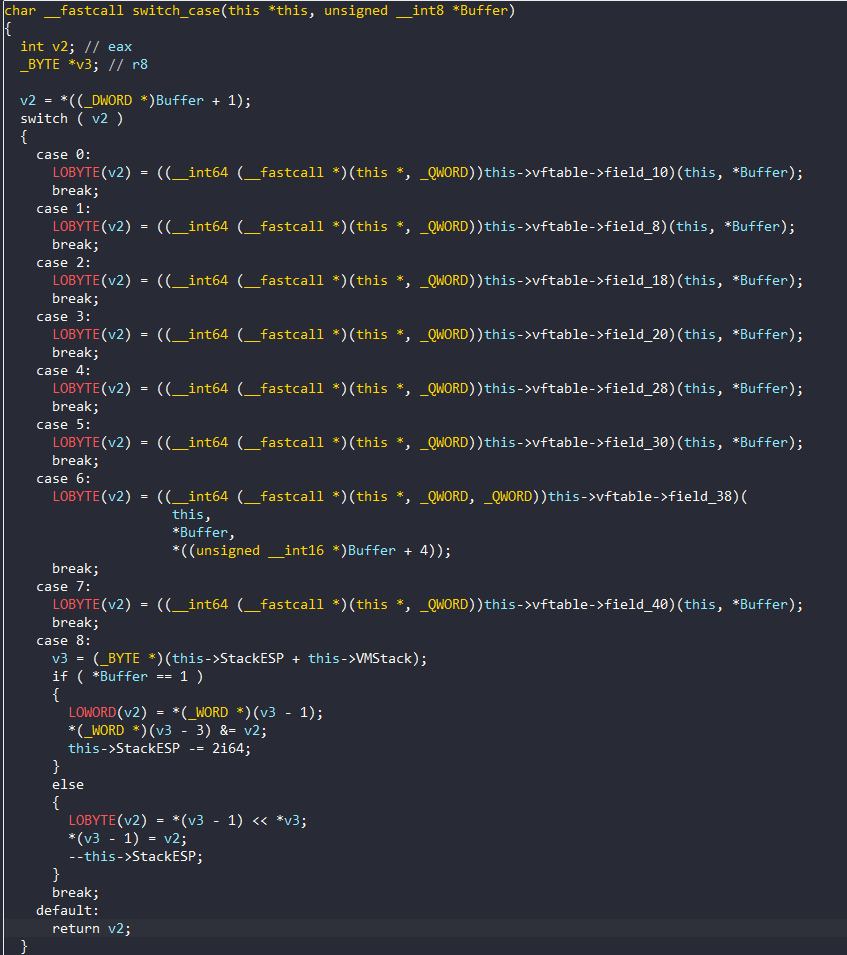 char __fastcall switch_case(this *this, unsigned __int8 *Buffer)
{
  int v2; // eax
  _BYTE *v3; // r8

  v2 = *((_DWORD *)Buffer + 1);
  switch ( v2 )
  {
    case 0:
      LOBYTE(v2) = ((__int64 (__fastcall *)(this *, _QWORD))this->vftable->field_10)(this, *Buffer);
      break;
    case 1:
      LOBYTE(v2) = ((__int64 (__fastcall *)(this *, _QWORD))this->vftable->field_8)(this, *Buffer);
      break;
    case 2:
      LOBYTE(v2) = ((__int64 (__fastcall *)(this *, _QWORD))this->vftable->field_18)(this, *Buffer);
      break;
    case 3:
      LOBYTE(v2) = ((__int64 (__fastcall *)(this *, _QWORD))this->vftable->field_20)(this, *Buffer);
      break;
    case 4:
      LOBYTE(v2) = ((__int64 (__fastcall *)(this *, _QWORD))this->vftable->field_28)(this, *Buffer);
      break;
    case 5:
      LOBYTE(v2) = ((__int64 (__fastcall *)(this *, _QWORD))this->vftable->field_30)(this, *Buffer);
      break;
    case 6:
      LOBYTE(v2) = ((__int64 (__fastcall *)(this *, _QWORD, _QWORD))this->vftable->field_38)(
                     this,
                     *Buffer,
                     *((unsigned __int16 *)Buffer + 4));
      break;
    case 7:
      LOBYTE(v2) = ((__int64 (__fastcall *)(this *, _QWORD))this->vftable->field_40)(this, *Buffer);
      break;
    case 8:
      v3 = (_BYTE *)(this->StackESP + this->VMStack);
      if ( *Buffer == 1 )
      {
        LOWORD(v2) = *(_WORD *)(v3 - 1);
        *(_WORD *)(v3 - 3) &= v2;
        this->StackESP -= 2i64;
      }
      else
      {
        LOBYTE(v2) = *(v3 - 1) << *v3;
        *(v3 - 1) = v2;
        --this->StackESP;
      }
      break;
    default:
      return v2;
  }